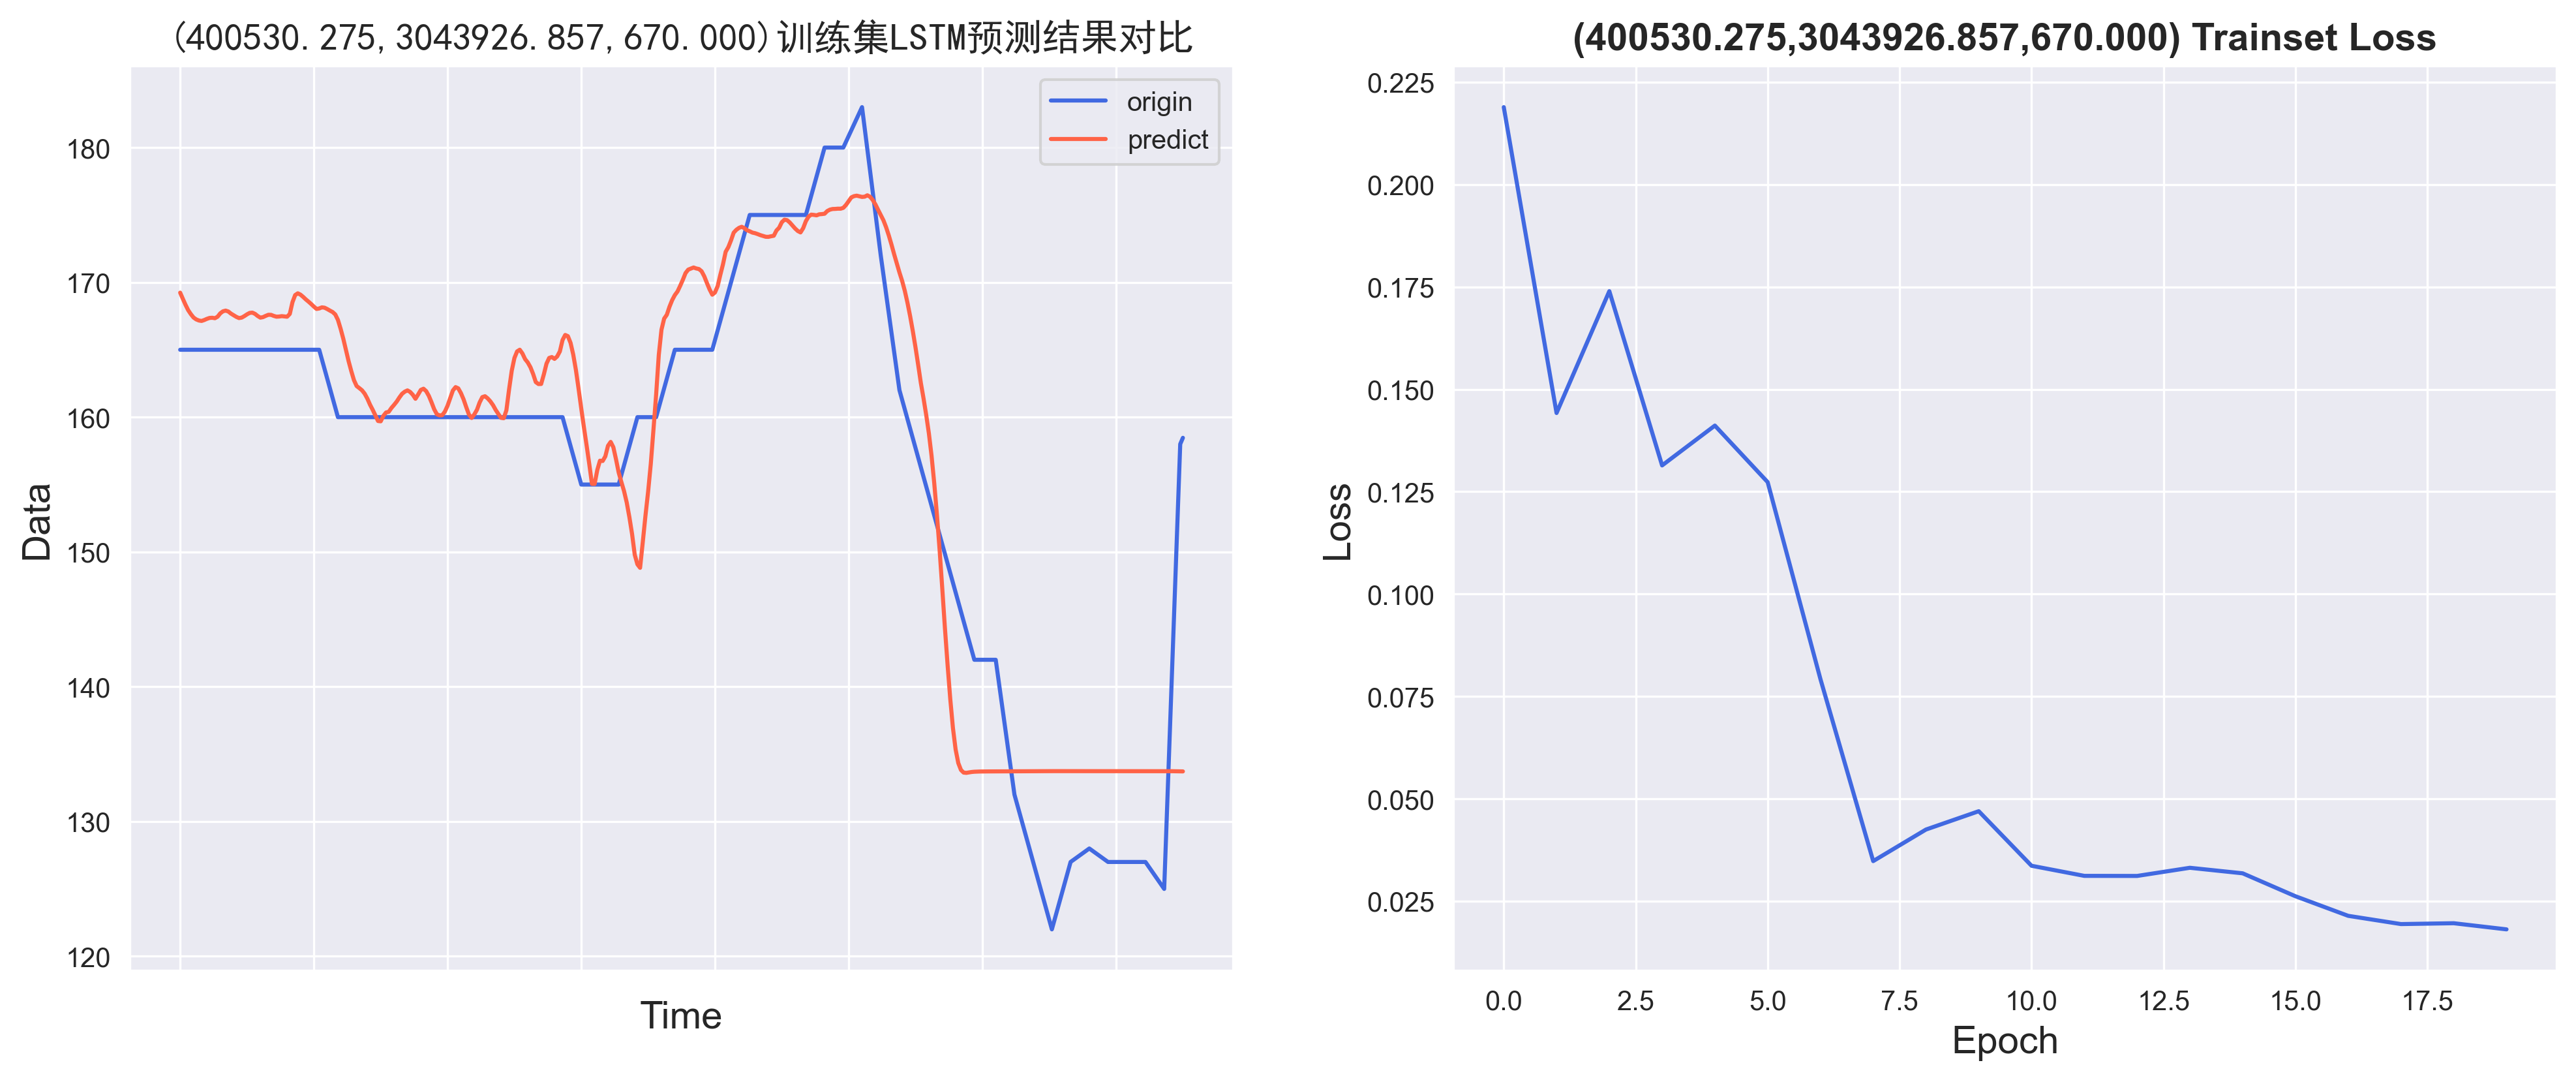 (400530.275,3043926.857,670.000)训练集LSTM预测结果对比
origin
predict
180
170
160
150
140
130
120
Data
Time
(400530.275,3043926.857,670.000) Trainset Loss
0.225
0.200
0.175
0.150
0.125
0.100
0.075
0.050
0.025
Loss
0.0 2.5 5.0 7.5 10.0 12.5 15.0 17.5
Epoch